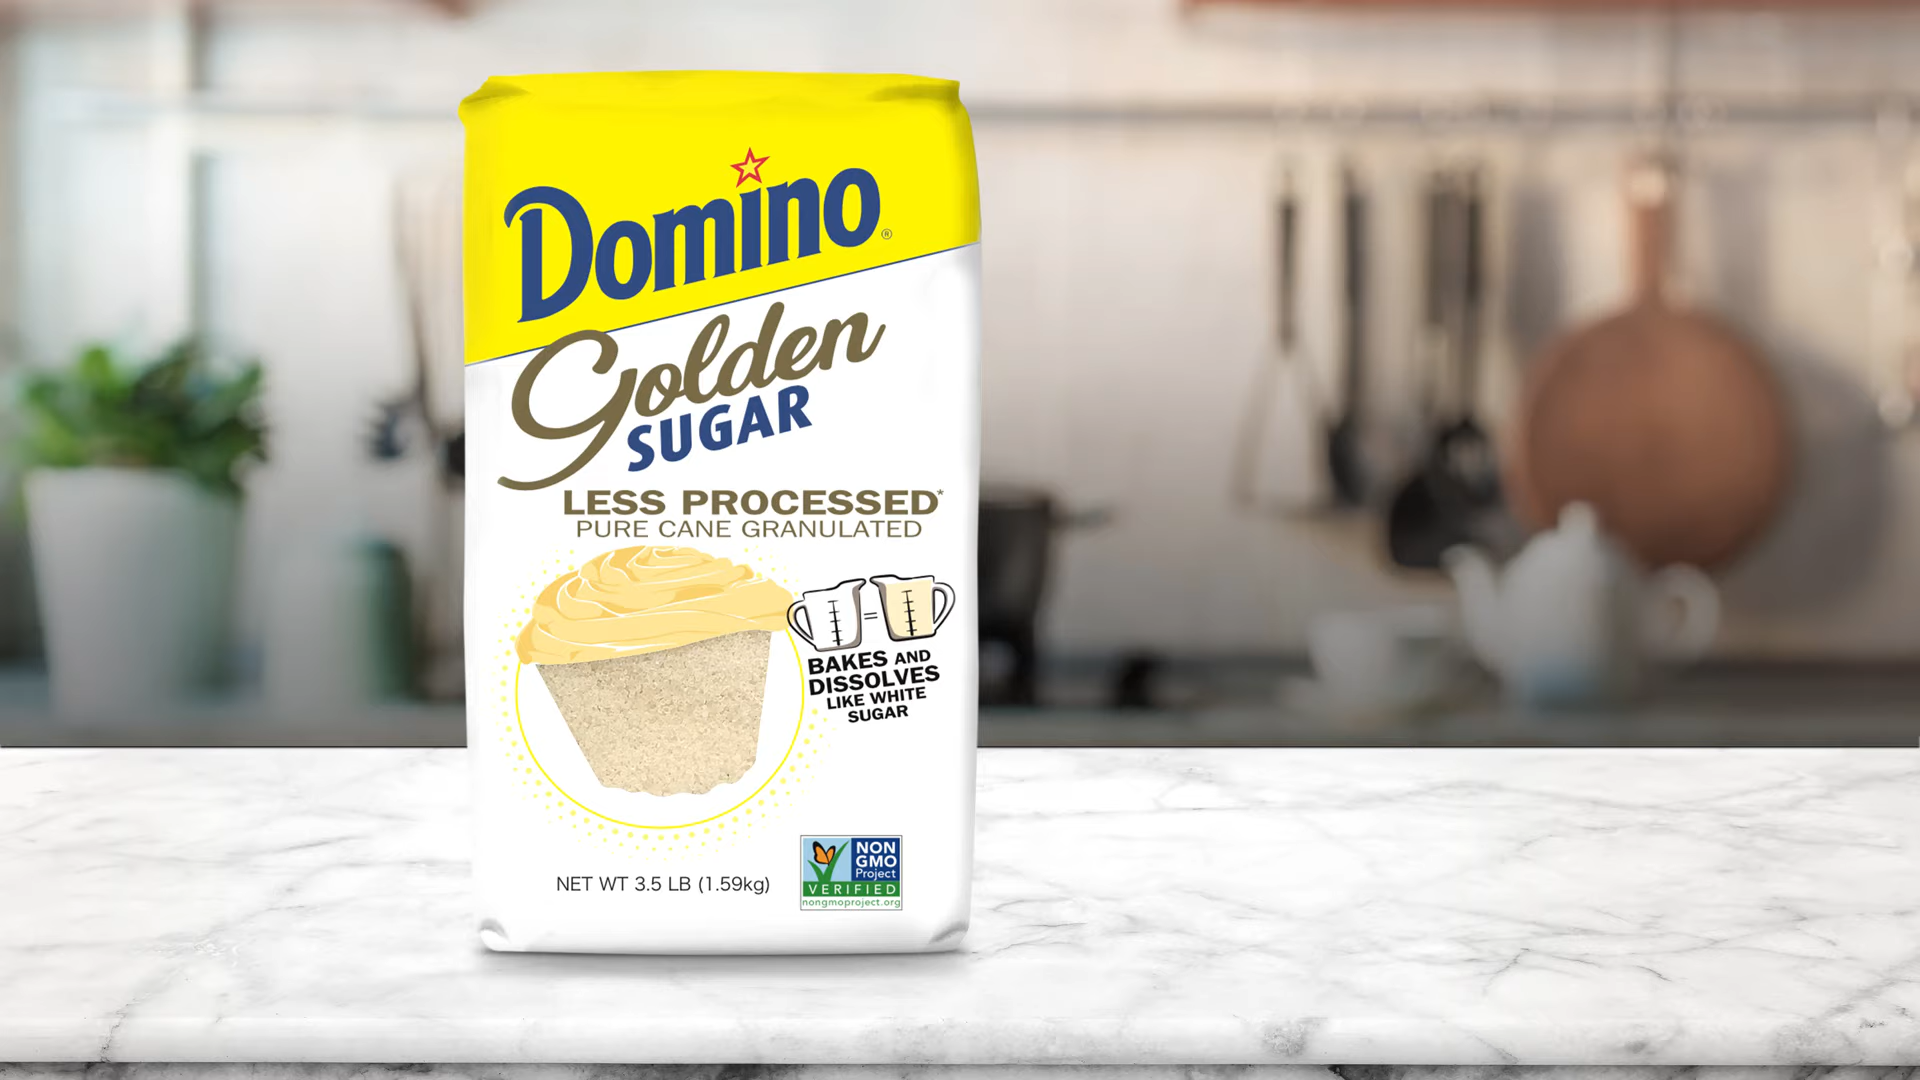 Domino®
Golden
SUGAR
LESS PROCESSED*
PURE CANE GRANULATED
=
BAKES AND
DISSOLVES
LIKE WHITE
SUGAR
NON
GMO
Project
VERIFIED
nongmoproject.org
NET WT 3.5 LB (1.59kg)